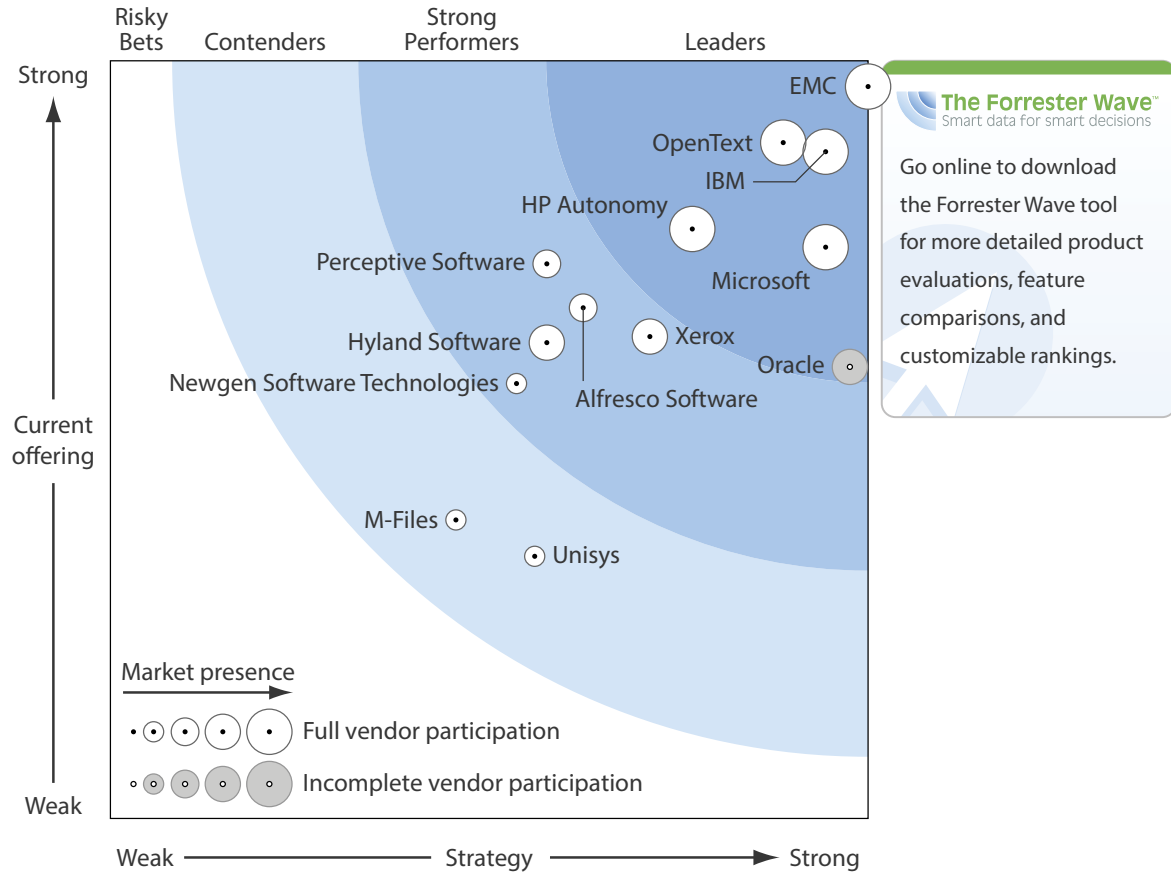 Risky
Bets
Contenders
Strong
Performers
Leaders
Strong
Current
offering
Weak
EMC
OpenText
IBM
HP Autonomy
Microsoft
Perceptive Software
Hyland Software
Xerox
Oracle
Newgen Software Technologies
Alfresco Software
M-Files
Unisys
Market presence
Full vendor participation
Incomplete vendor participation
Weak
Strategy
Strong
The Forrester Wave™
Smart data for smart decisions
Go online to download
the Forrester Wave tool
for more detailed product
evaluations, feature
comparisons, and
customizable rankings.